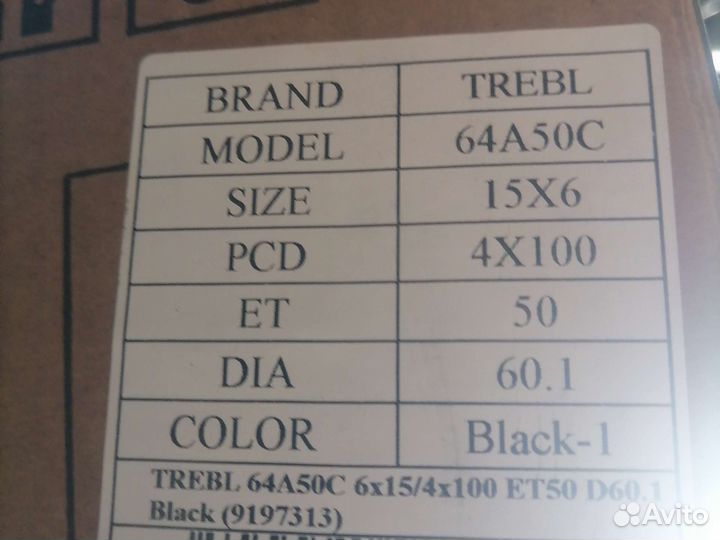 BRAND TREBL
MODEL 64A50C
SIZE 15X6
PCD 4X100
ET 50
DIA 60.1
COLOR Black-1
TREBL 64A50C 6x15/4x100 ET50 D60.1
Black (9197313)
Avito